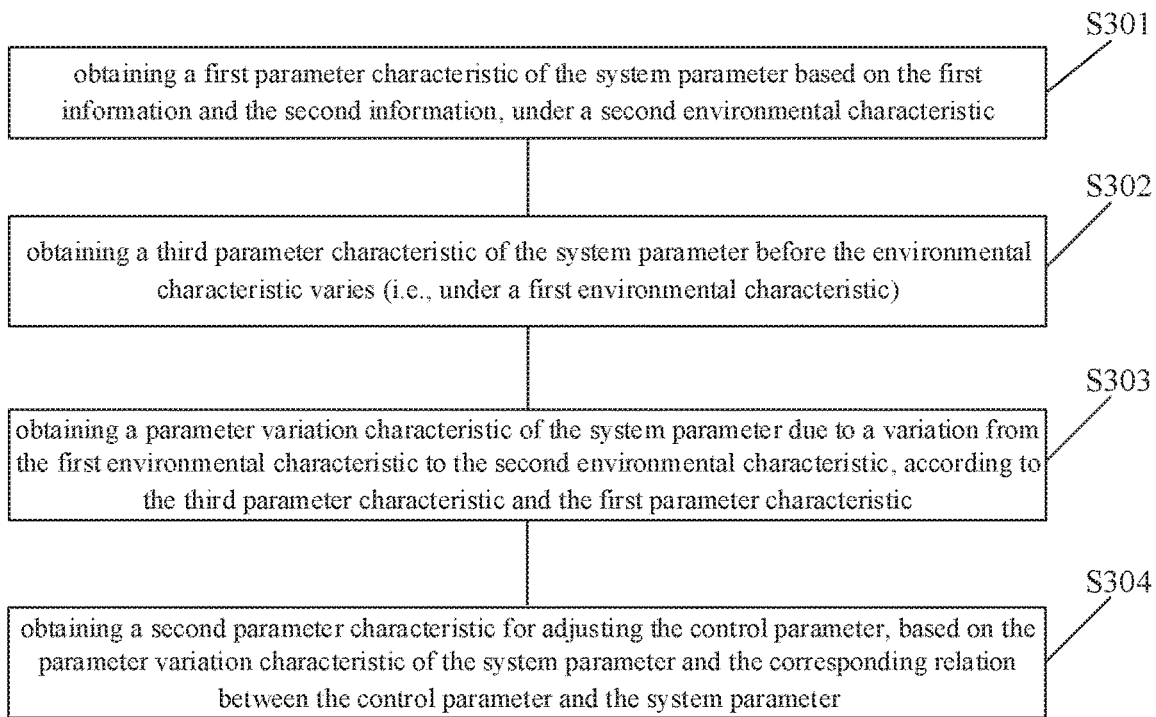 S301
obtaining a first parameter characteristic of the system parameter based on the first
information and the second information, under a second environmental characteristic
S302
obtaining a third parameter characteristic of the system parameter before the environmental
characteristic varies (i.e., under a first environmental characteristic)
S303
obtaining a parameter variation characteristic of the system parameter due to a variation from
the first environmental characteristic to the second environmental characteristic, according to
the third parameter characteristic and the first parameter characteristic
S304
obtaining a second parameter characteristic for adjusting the control parameter, based on the
parameter variation characteristic of the system parameter and the corresponding relation
between the control parameter and the system parameter